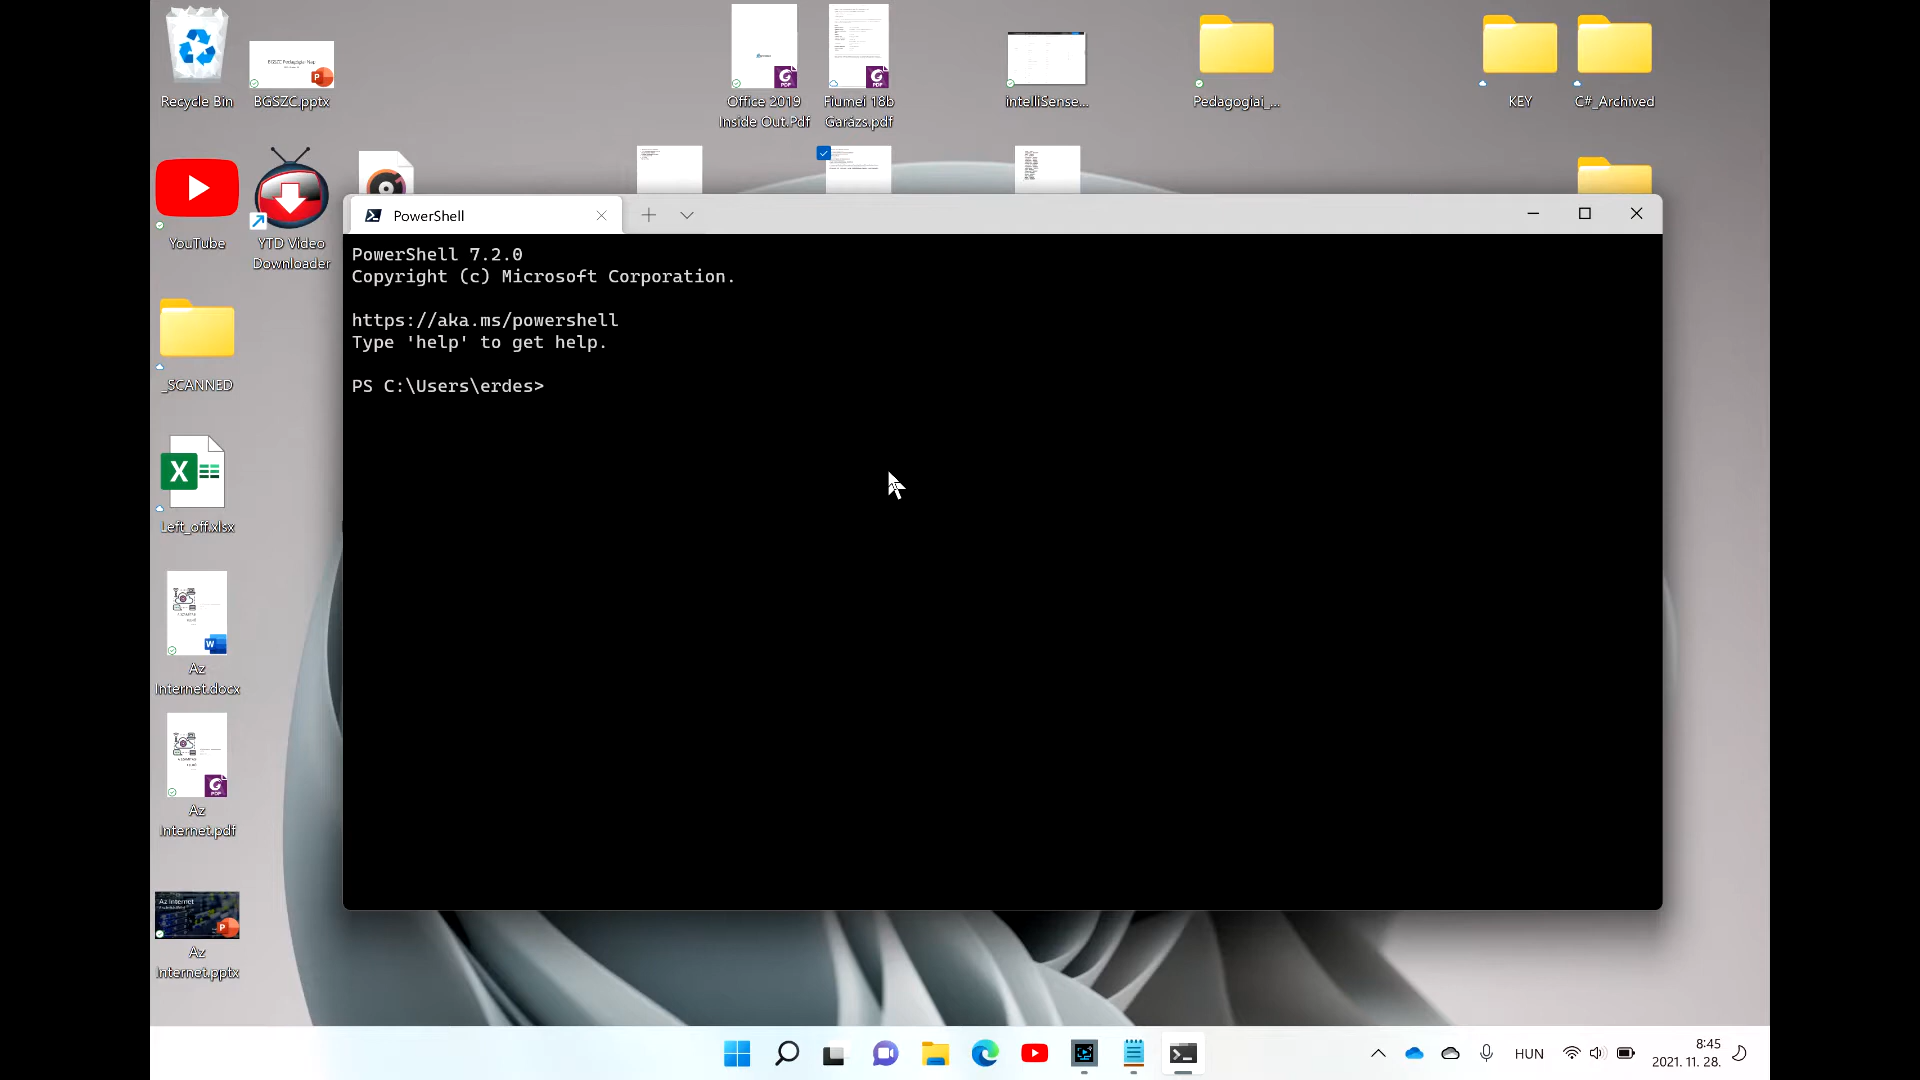 Recycle Bin
BGSZC.pptx
Office 2019
Inside Out.Pdf
Fiumei 18b
Garázs.pdf
intelliSense...
Pedagogiai_...
KEY
C#_Archived
YouTube
YTD Video
Downloader
_SCANNED
Left_off.xlsx
Az
Internet.docx
Az
Internet.pdf
Az Internet
Az
Internet.pptx
PowerShell
PowerShell 7.2.0
Copyright (c) Microsoft Corporation.
https://aka.ms/powershell
Type 'help' to get help.
PS C:\Users\erdes>
HUN
8:45
2021. 11. 28.